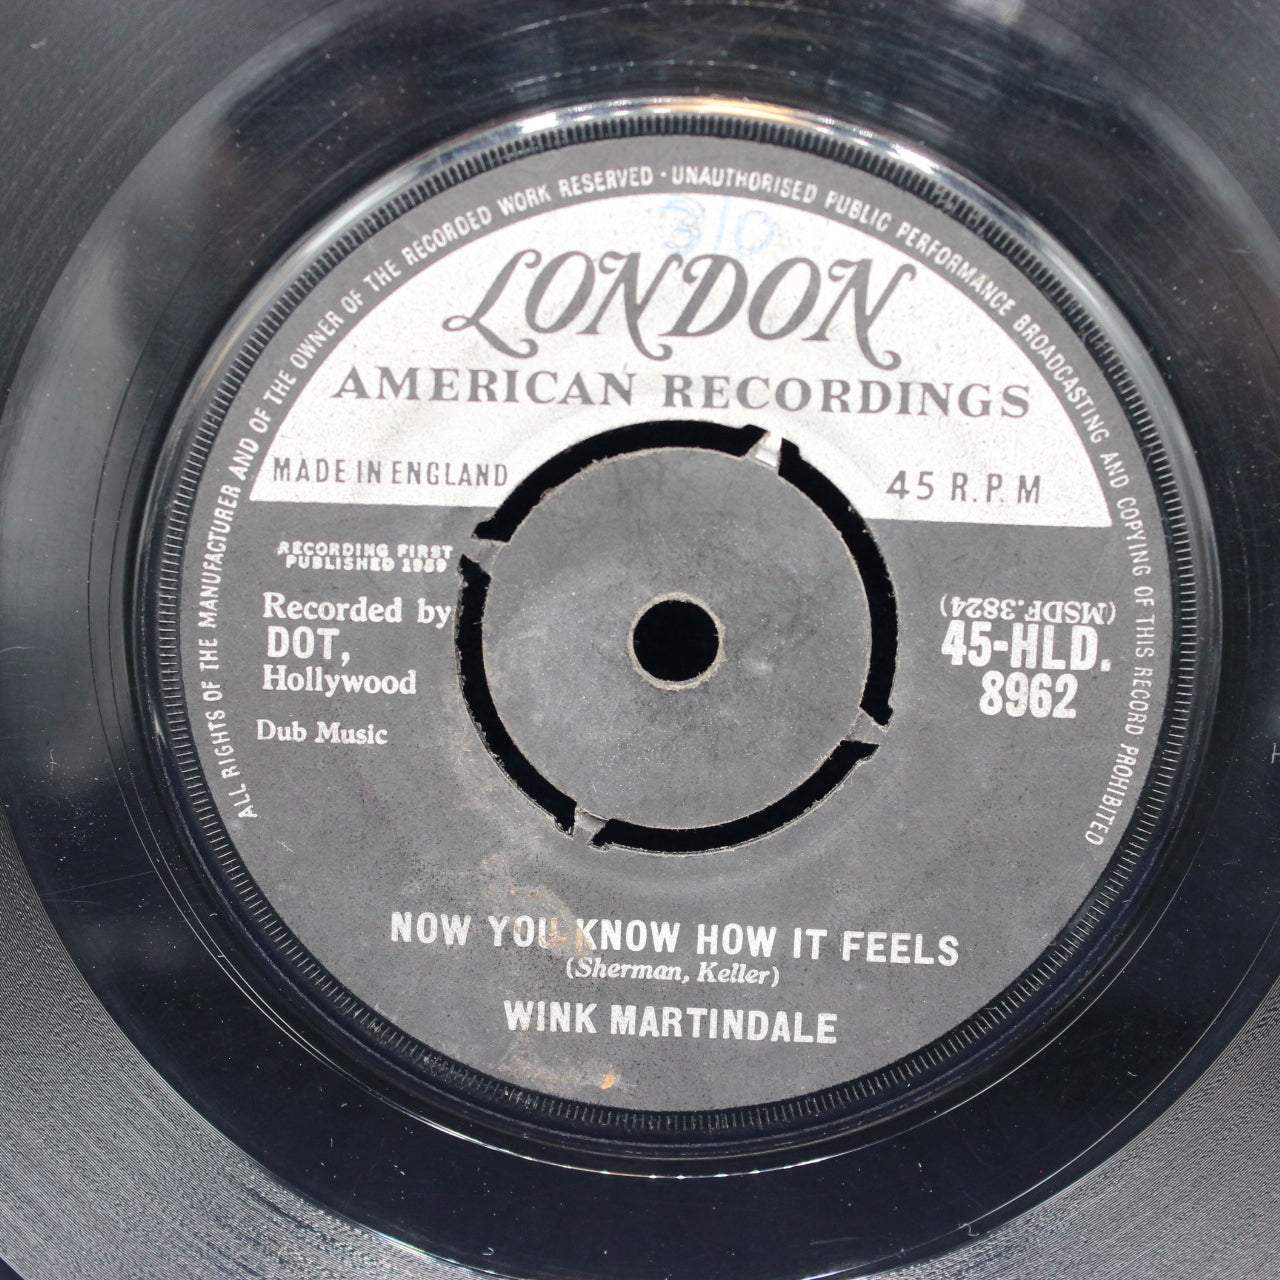 ALL RIGHTS OF THE MANUFACTURER AND OF THE OWNER OF THE RECORDED WORK RESERVED · UNAUTHORISED PUBLIC PERFORMANCE BROADCASTING AND COPYING OF THIS RECORD PROHIBITED
3/0
LONDON
AMERICAN RECORDINGS
MADE IN ENGLAND
45 R.P.M
RECORDING FIRST
PUBLISHED 1959
Recorded by
DOT,
Hollywood
Dub Music
(MSDF.3824)
45-HLD.
8962
NOW YOU KNOW HOW IT FEELS
(Sherman, Keller)
WINK MARTINDALE